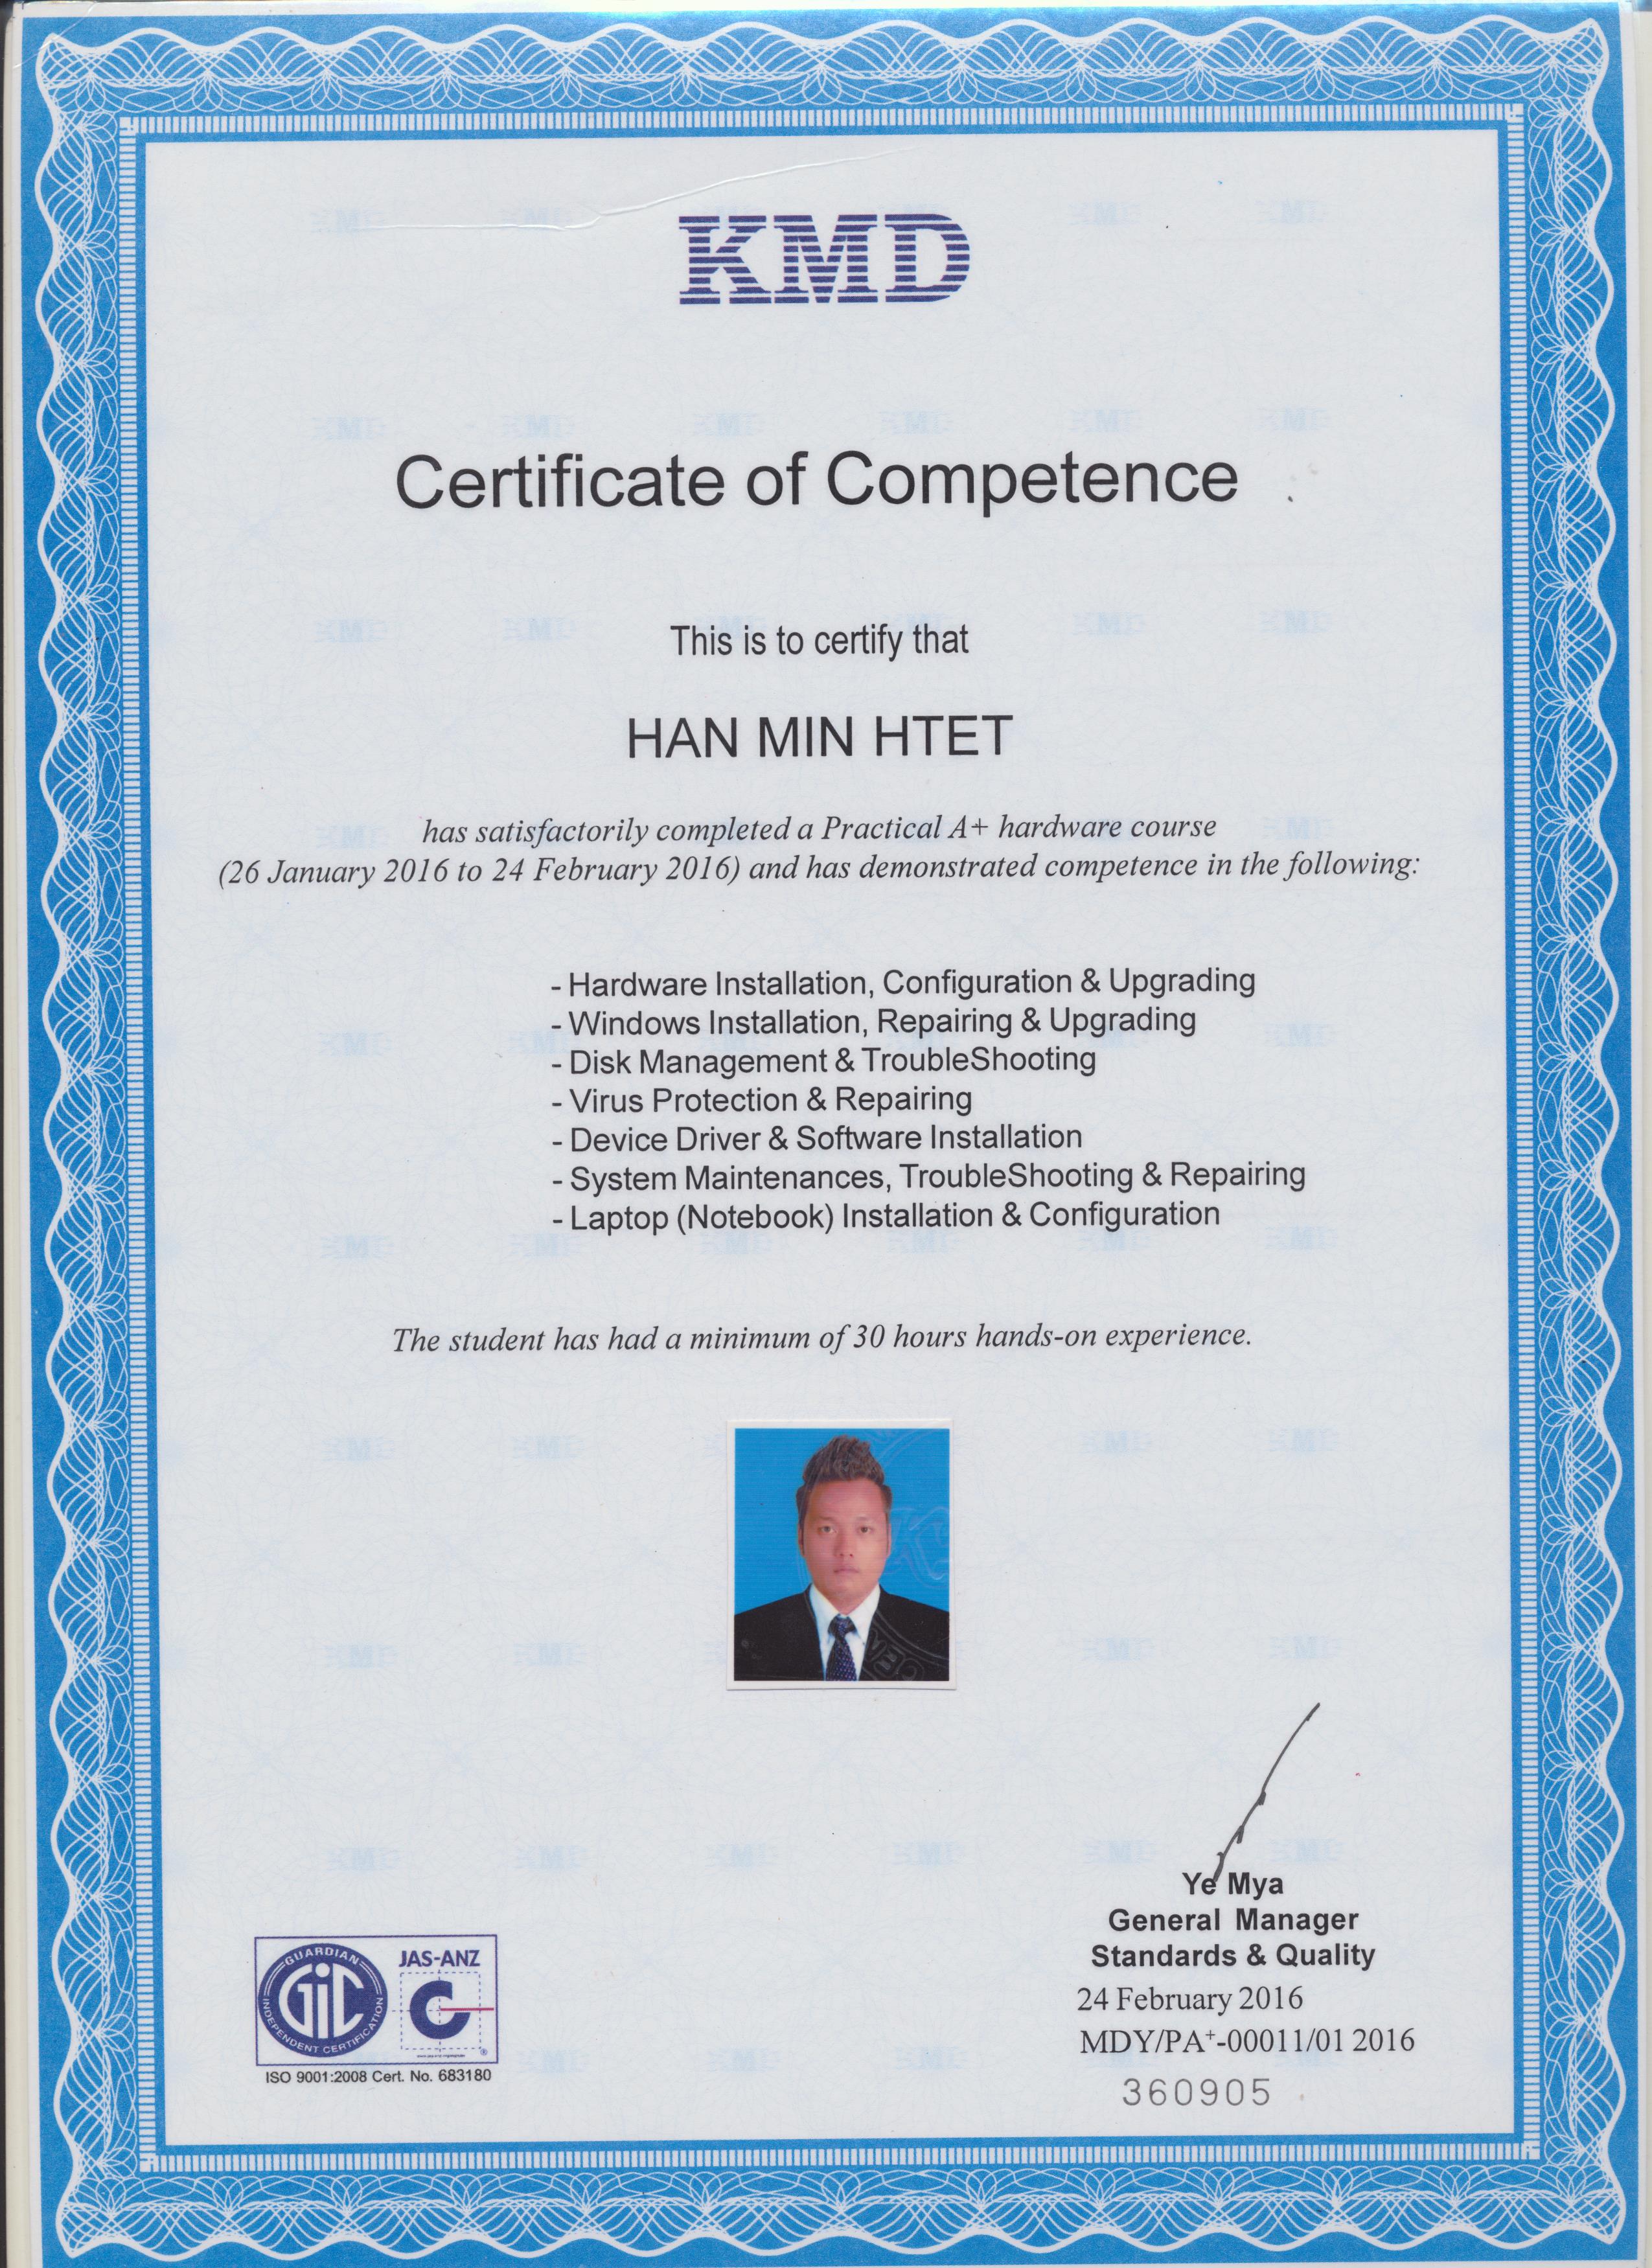 KMD
Certificate of Competence
This is to certify that
HAN MIN HTET
has satisfactorily completed a Practical A+ hardware course
(26 January 2016 to 24 February 2016) and has demonstrated competence in the following:
- Hardware Installation, Configuration & Upgrading
- Windows Installation, Repairing & Upgrading
- Disk Management & TroubleShooting
- Virus Protection & Repairing
- Device Driver & Software Installation
- System Maintenances, TroubleShooting & Repairing
- Laptop (Notebook) Installation & Configuration
The student has had a minimum of 30 hours hands-on experience.
Ye Mya
General Manager
Standards & Quality
24 February 2016
MDY/PA+-00011/01 2016
360905
GUARDIAN
GIC
INDEPENDENT CERTIFICATION
JAS-ANZ
ISO 9001:2008 Cert. No. 683180